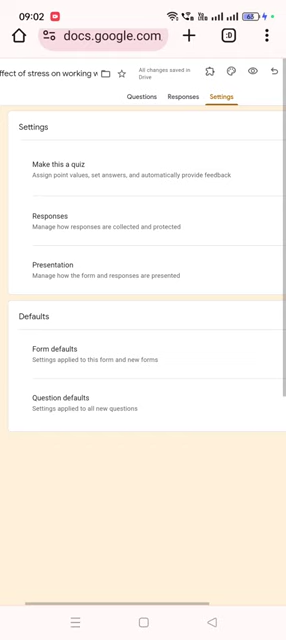 09:02
68
docs.google.com
:D
ffect of stress on working w
All changes saved in
Drive
Questions Responses Settings
Settings
Make this a quiz
Assign point values, set answers, and automatically provide feedback
Responses
Manage how responses are collected and protected
Presentation
Manage how the form and responses are presented
Defaults
Form defaults
Settings applied to this form and new forms
Question defaults
Settings applied to all new questions